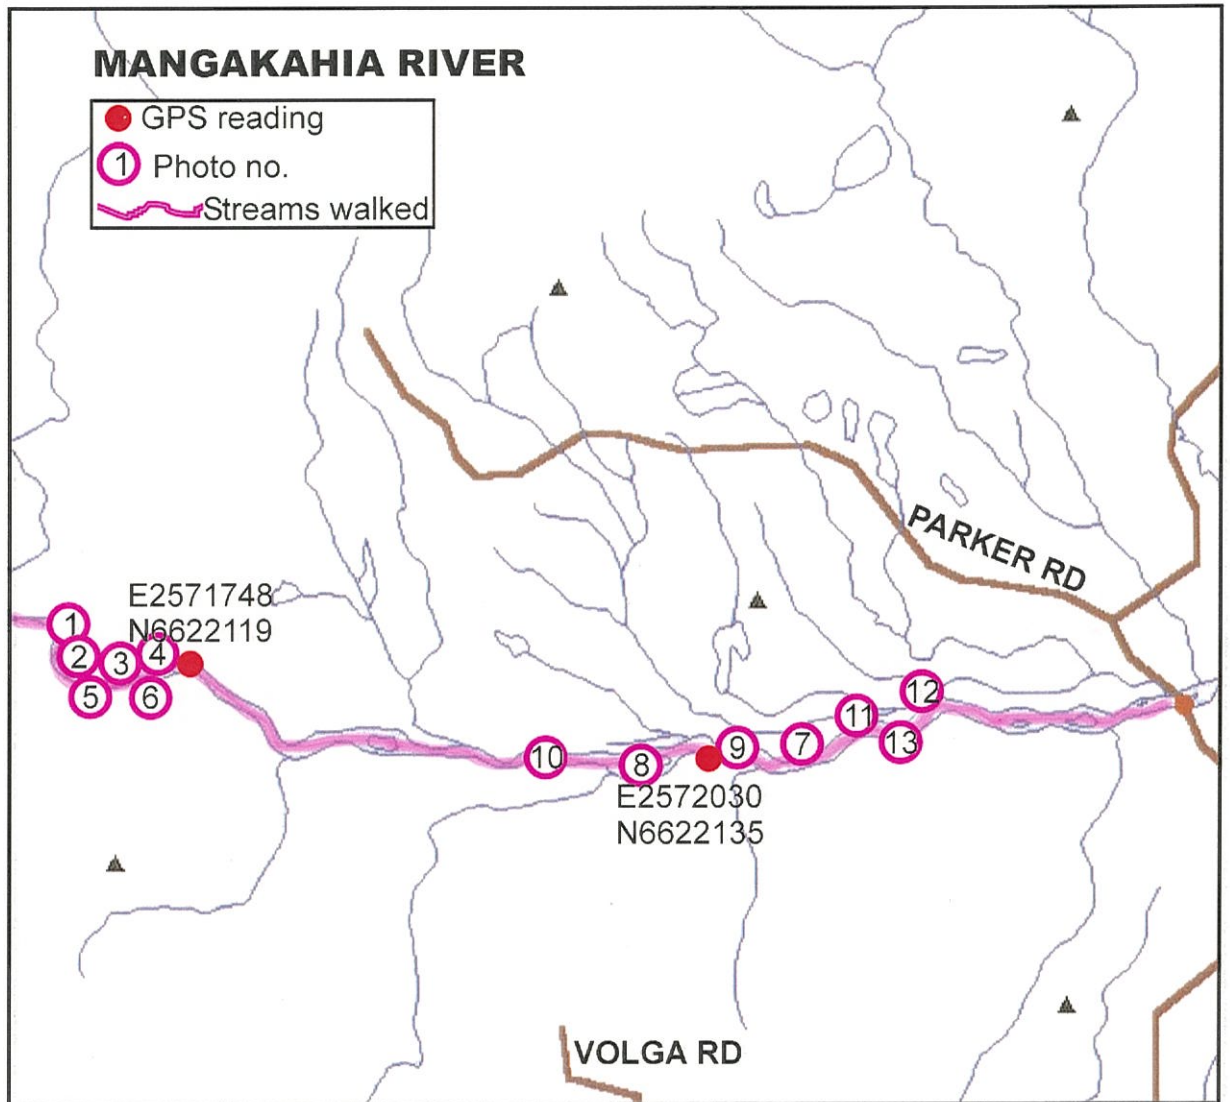 MANGAKAHIA RIVER
GPS reading
1 Photo no.
Streams walked
PARKER RD
E2571748
N6622119
1
2
3
4
5
6
12
11
13
7
9
10
8
E2572030
N6622135
VOLGA RD